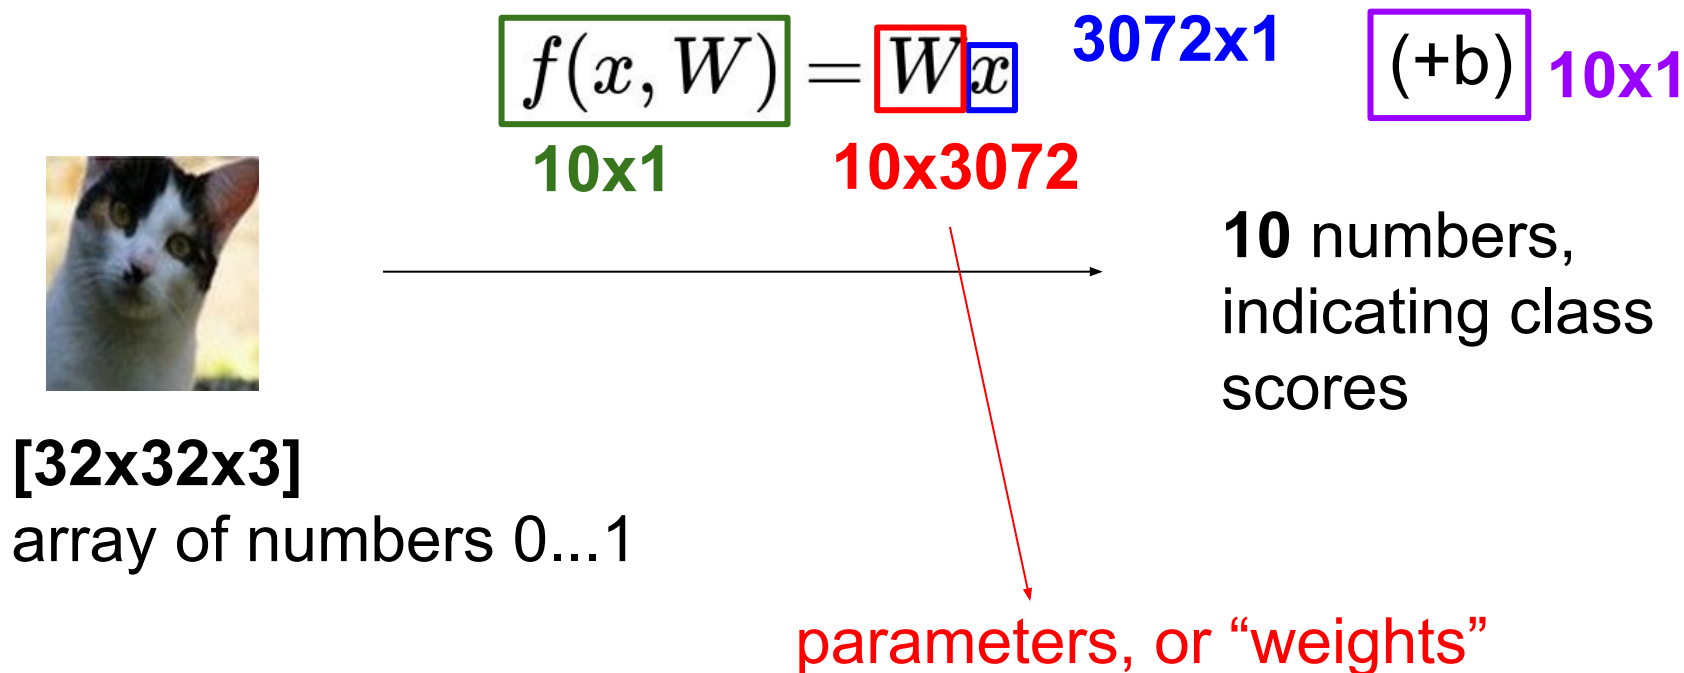 f(x, W) = Wx 3072x1 (+b) 10x1
10x1 10x3072
10 numbers,
indicating class
scores
[32x32x3]
array of numbers 0...1
parameters, or “weights”